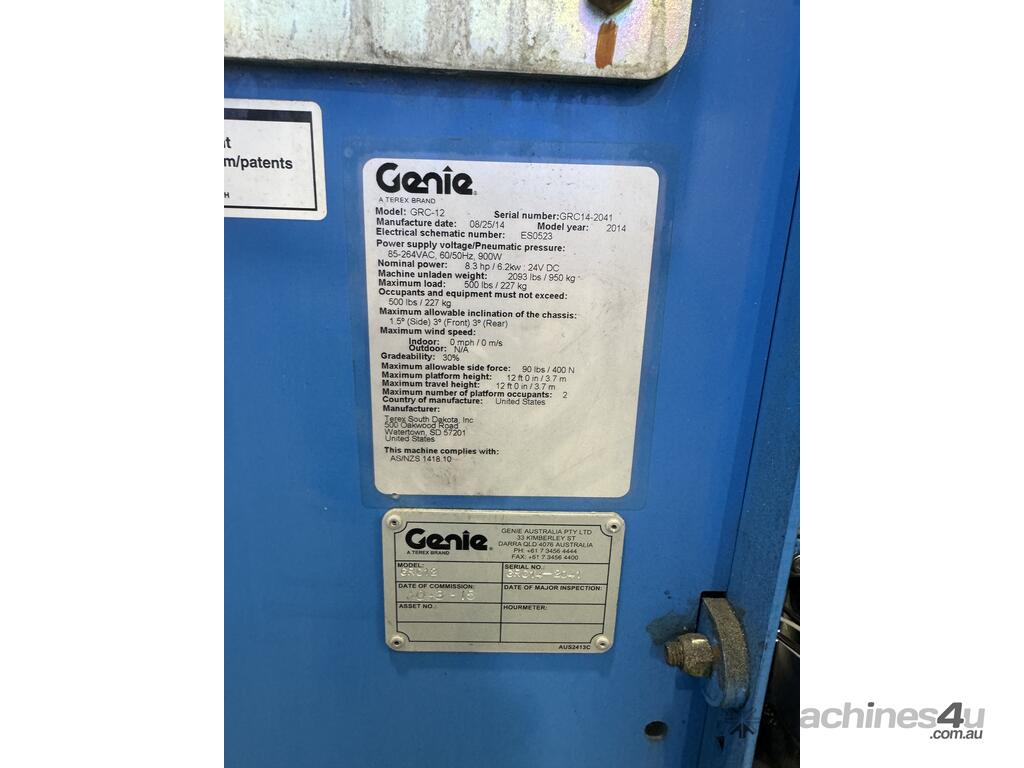 t
m/patents
H
Genie
A TEREX BRAND
Model: GRC-12 Serial number: GRC14-2041
Manufacture date: 08/25/14 Model year: 2014
Electrical schematic number: ES0523
Power supply voltage/Pneumatic pressure:
85-264VAC, 60/50Hz, 900W
Nominal power: 8.3 hp / 6.2kw : 24V DC
Machine unladen weight: 2093 lbs / 950 kg
Maximum load: 500 lbs / 227 kg
Occupants and equipment must not exceed:
500 lbs / 227 kg
Maximum allowable inclination of the chassis:
1.5º (Side) 3º (Front) 3º (Rear)
Maximum wind speed:
Indoor: 0 mph / 0 m/s
Outdoor: N/A
Gradeability: 30%
Maximum allowable side force: 90 lbs / 400 N
Maximum platform height: 12 ft 0 in / 3.7 m
Maximum travel height: 12 ft 0 in / 3.7 m
Maximum number of platform occupants: 2
Country of manufacture: United States
Manufacturer:
Terex South Dakota, Inc
500 Oakwood Road
Watertown, SD 57201
United States
This machine complies with:
AS/NZS 1418.10
Genie
A TEREX BRAND
GENIE AUSTRALIA PTY LTD
33 KIMBERLEY ST
DARRA QLD 4076 AUSTRALIA
PH: +61 7 3456 4444
FAX: +61 7 3456 4400
MODEL: SERIAL NO.:
GRC12 GRC14-2041
DATE OF COMMISSION: DATE OF MAJOR INSPECTION:
ASSET NO.: HOURMETER:
AUS2413C
machines4u
.com.au